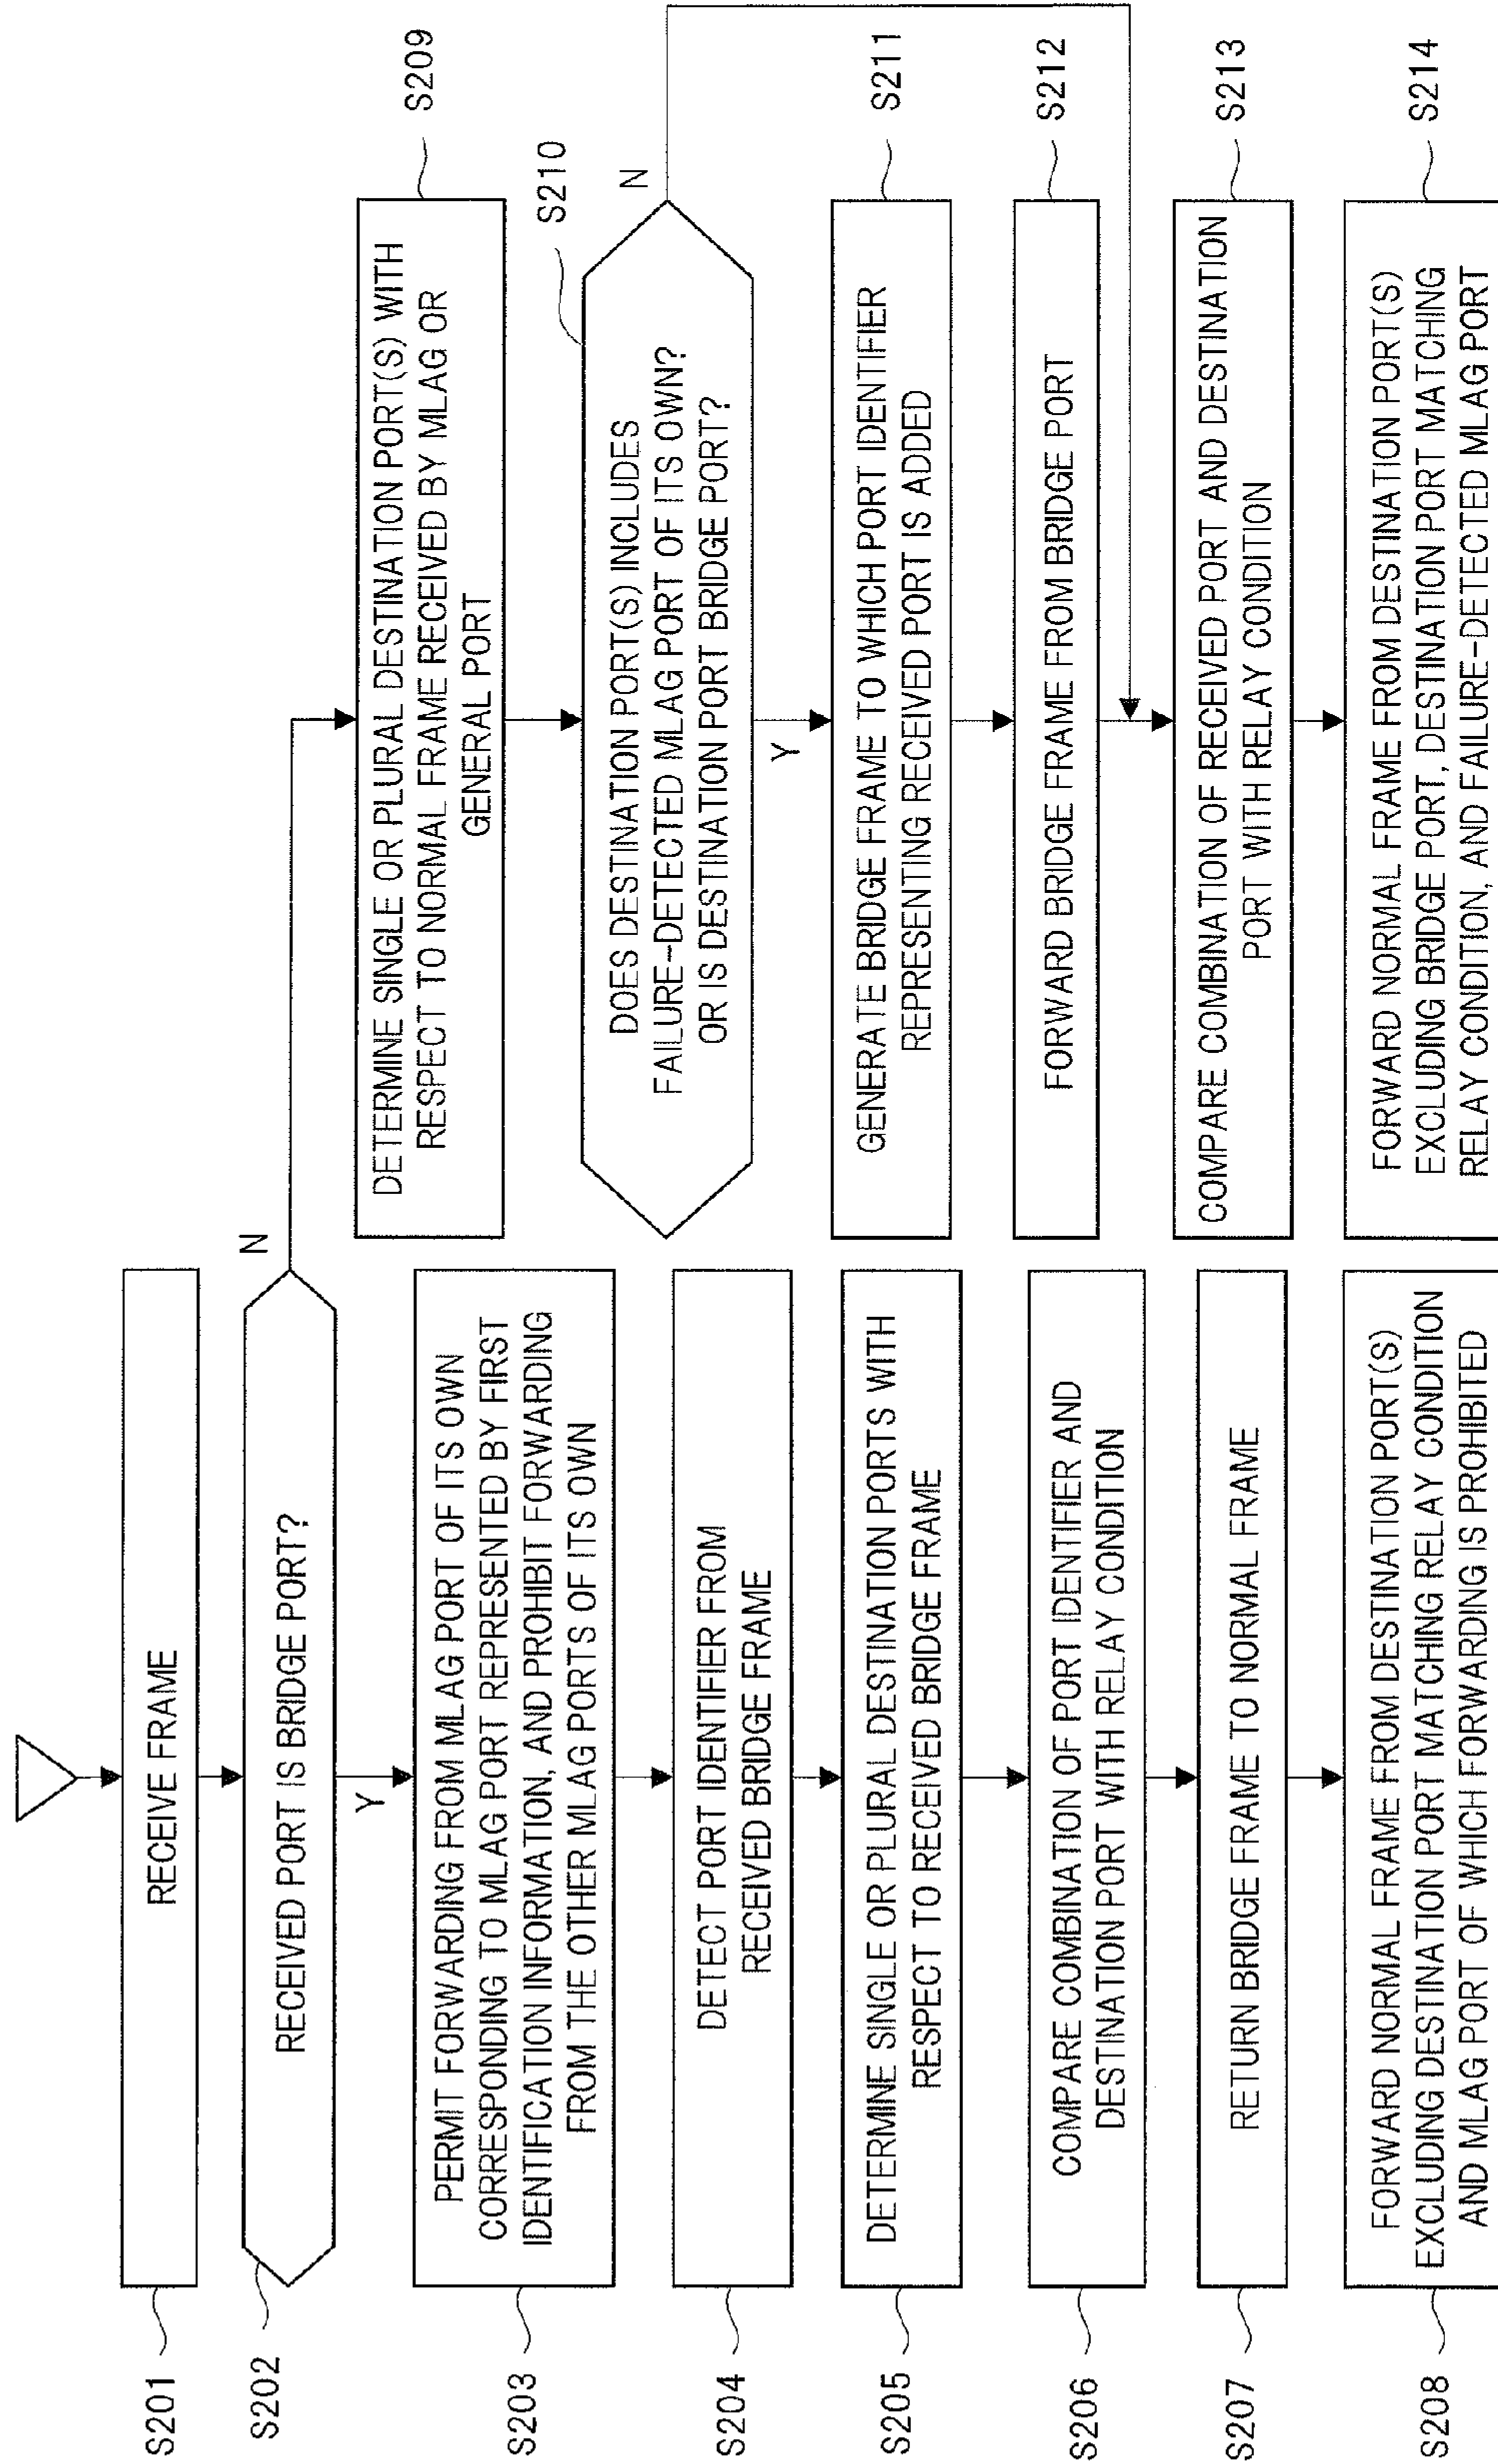 S201
RECEIVE FRAME
S202
RECEIVED PORT IS BRIDGE PORT?
N
Y
S203
PERMIT FORWARDING FROM MLAG PORT OF ITS OWN
CORRESPONDING TO MLAG PORT REPRESENTED BY FIRST
IDENTIFICATION INFORMATION, AND PROHIBIT FORWARDING
FROM THE OTHER MLAG PORTS OF ITS OWN
S204
DETECT PORT IDENTIFIER FROM
RECEIVED BRIDGE FRAME
S205
DETERMINE SINGLE OR PLURAL DESTINATION PORTS WITH
RESPECT TO RECEIVED BRIDGE FRAME
S206
COMPARE COMBINATION OF PORT IDENTIFIER AND
DESTINATION PORT WITH RELAY CONDITION
S207
RETURN BRIDGE FRAME TO NORMAL FRAME
S208
FORWARD NORMAL FRAME FROM DESTINATION PORT(S)
EXCLUDING DESTINATION PORT MATCHING RELAY CONDITION
AND MLAG PORT OF WHICH FORWARDING IS PROHIBITED
S209
DETERMINE SINGLE OR PLURAL DESTINATION PORT(S) WITH
RESPECT TO NORMAL FRAME RECEIVED BY MLAG OR
GENERAL PORT
S210
DOES DESTINATION PORT(S) INCLUDES
FAILURE-DETECTED MLAG PORT OF ITS OWN?
OR IS DESTINATION PORT BRIDGE PORT?
N
Y
S211
GENERATE BRIDGE FRAME TO WHICH PORT IDENTIFIER
REPRESENTING RECEIVED PORT IS ADDED
S212
FORWARD BRIDGE FRAME FROM BRIDGE PORT
S213
COMPARE COMBINATION OF RECEIVED PORT AND DESTINATION
PORT WITH RELAY CONDITION
S214
FORWARD NORMAL FRAME FROM DESTINATION PORT(S)
EXCLUDING BRIDGE PORT, DESTINATION PORT MATCHING
RELAY CONDITION, AND FAILURE-DETECTED MLAG PORT